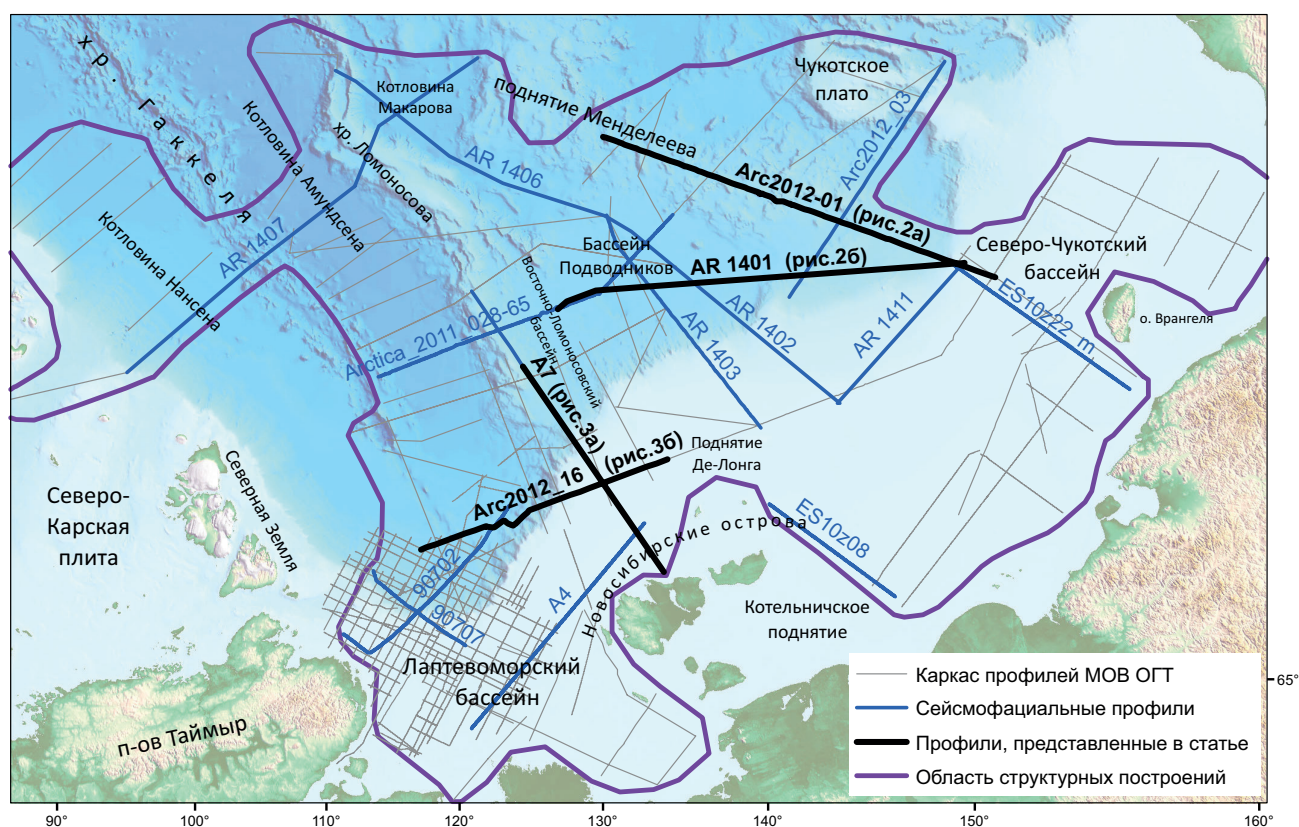 хр. Гаккеля
Котловина
Макарова
поднятие Менделеева
Чукотское
плато
Котловина Амундсена
хр. Ломоносова
AR 1406
Arc2012_03
Arc2012-01 (рис.2а)
Котловина Нансена
AR 1407
Бассейн
Подводников
AR 1401 (рис.2б)
Северо-Чукотский
бассейн
Восточно-Ломоносовский
бассейн
Arctica_2011_028-65
AR 1402
AR 1403
AR 1411
ES10z22_m
о. Врангеля
А7 (рис.3а)
Arc2012_16 (рис.3б)
Поднятие
Де-Лонга
Северо-
Карская
плита
Северная Земля
90702
90707
A4
Новосибирские острова
ES10z08
Котельничское
поднятие
Лаптевоморский
бассейн
п-ов Таймыр
Каркас профилей МОВ ОГТ
Сейсмофациальные профили
Профили, представленные в статье
Область структурных построений
65°
90° 100° 110° 120° 130° 140° 150° 160°